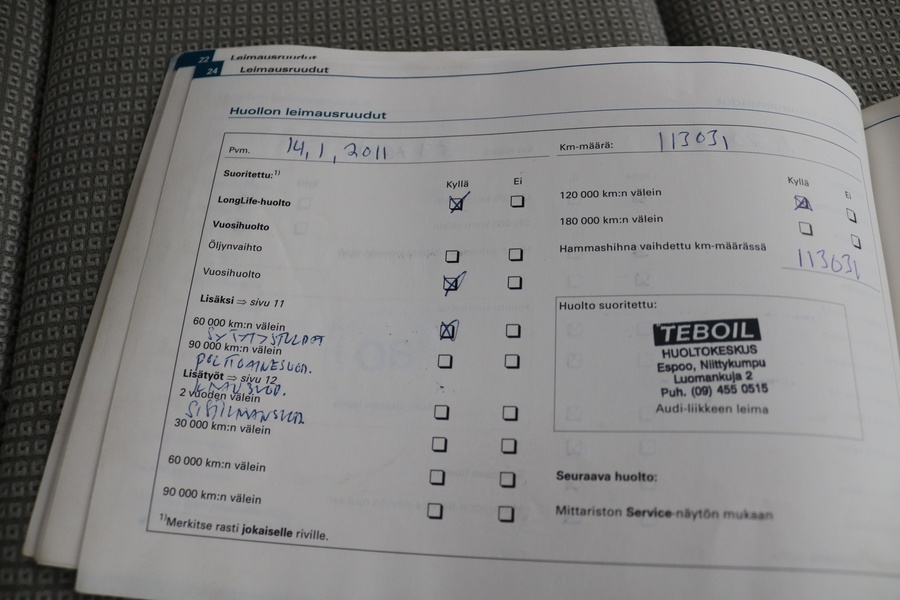 22 Leimausruudut
24 Leimausruudut
Huollon leimausruudut
Pvm. 14.1.2011
Km-määrä: 113031
Suoritettu:¹⁾
Kyllä Ei
LongLife-huolto
Vuosihuolto
Öljynvaihto
Vuosihuolto
Lisäksi ⇒ sivu 11
60 000 km:n välein
SYTYTYSTULPAT
90 000 km:n välein
POLTTOAINESUOD.
Lisätyöt ⇒ sivu 12
ILMANSUOD.
2 vuoden välein
SISÄILMANSUOD.
30 000 km:n välein
60 000 km:n välein
90 000 km:n välein
¹⁾Merkitse rasti jokaiselle riville.
Kyllä Ei
120 000 km:n välein
180 000 km:n välein
Hammashihna vaihdettu km-määrässä
113031
Huolto suoritettu:
TEBOIL
HUOLTOKESKUS
Espoo, Niittykumpu
Luomankuja 2
Puh. (09) 455 0515
Audi-liikkeen leima
Seuraava huolto:
Mittariston Service-näytön mukaan